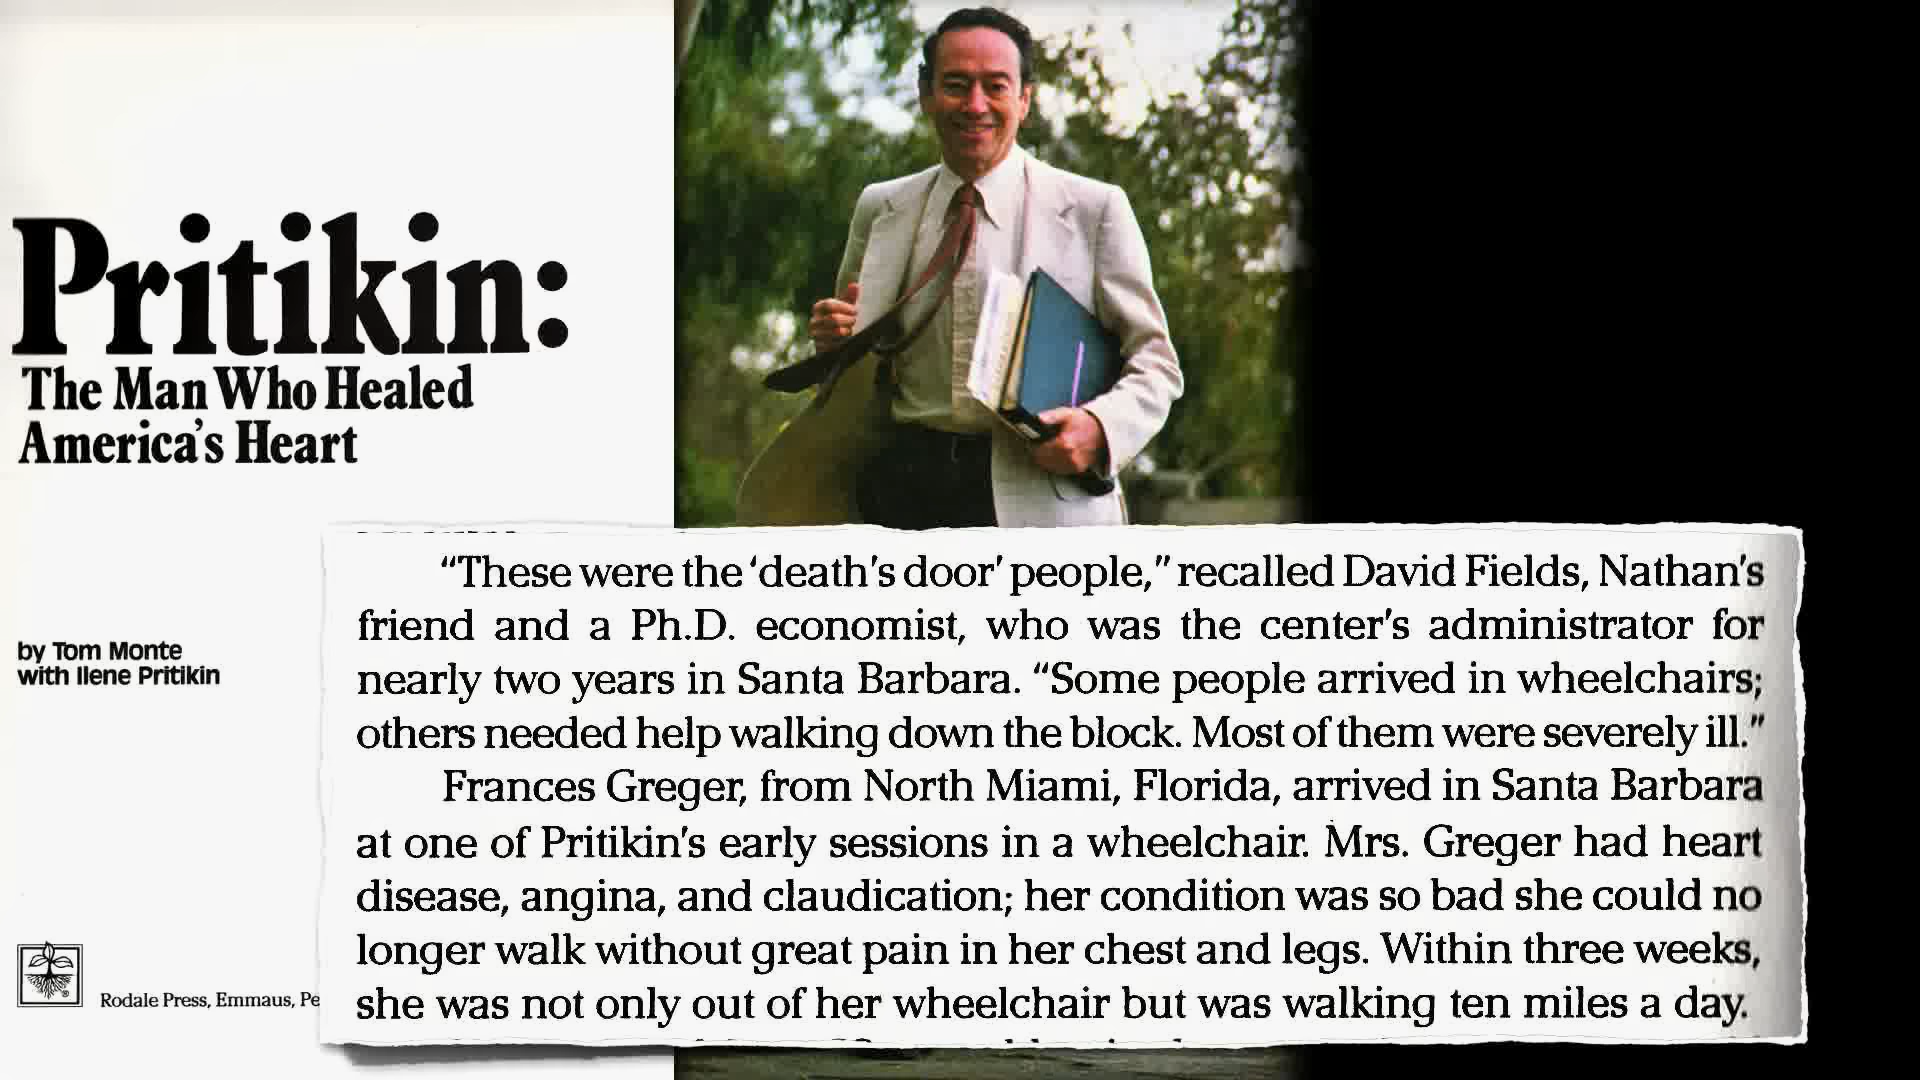 Pritikin:
The Man Who Healed
America's Heart
by Tom Monte
with Ilene Pritikin
Rodale Press, Emmaus, Pe
“These were the ‘death's door’ people,” recalled David Fields, Nathan's
friend and a Ph.D. economist, who was the center's administrator for
nearly two years in Santa Barbara. “Some people arrived in wheelchairs;
others needed help walking down the block. Most of them were severely ill.”
Frances Greger, from North Miami, Florida, arrived in Santa Barbara
at one of Pritikin's early sessions in a wheelchair. Mrs. Greger had heart
disease, angina, and claudication; her condition was so bad she could no
longer walk without great pain in her chest and legs. Within three weeks,
she was not only out of her wheelchair but was walking ten miles a day.